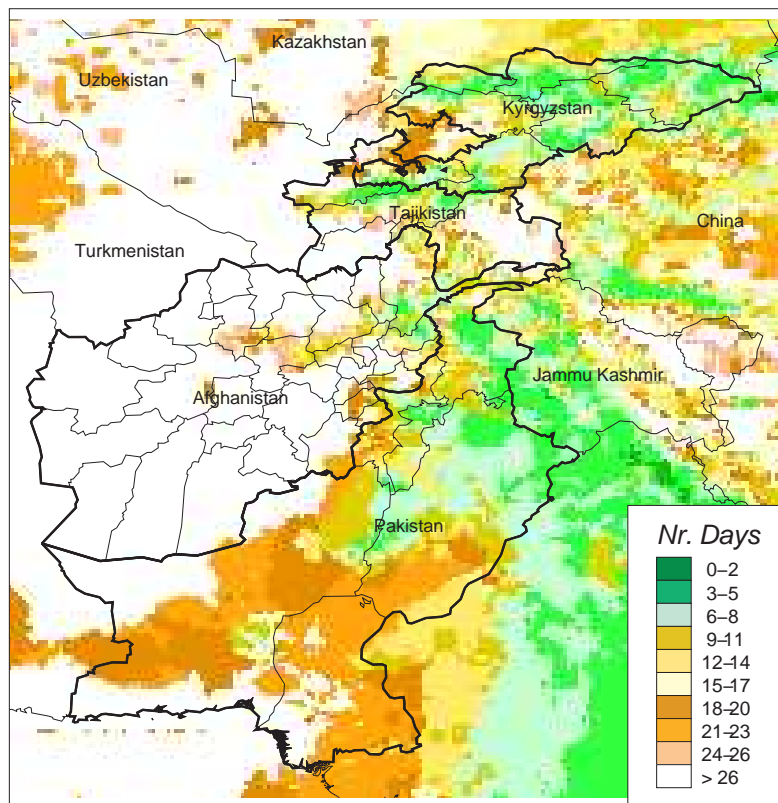 Kazakhstan
Uzbekistan
Kyrgyzstan
Tajikistan
China
Turkmenistan
Jammu Kashmir
Afghanistan
Pakistan
Nr. Days
0–2
3–5
6–8
9–11
12–14
15–17
18–20
21–23
24–26
> 26